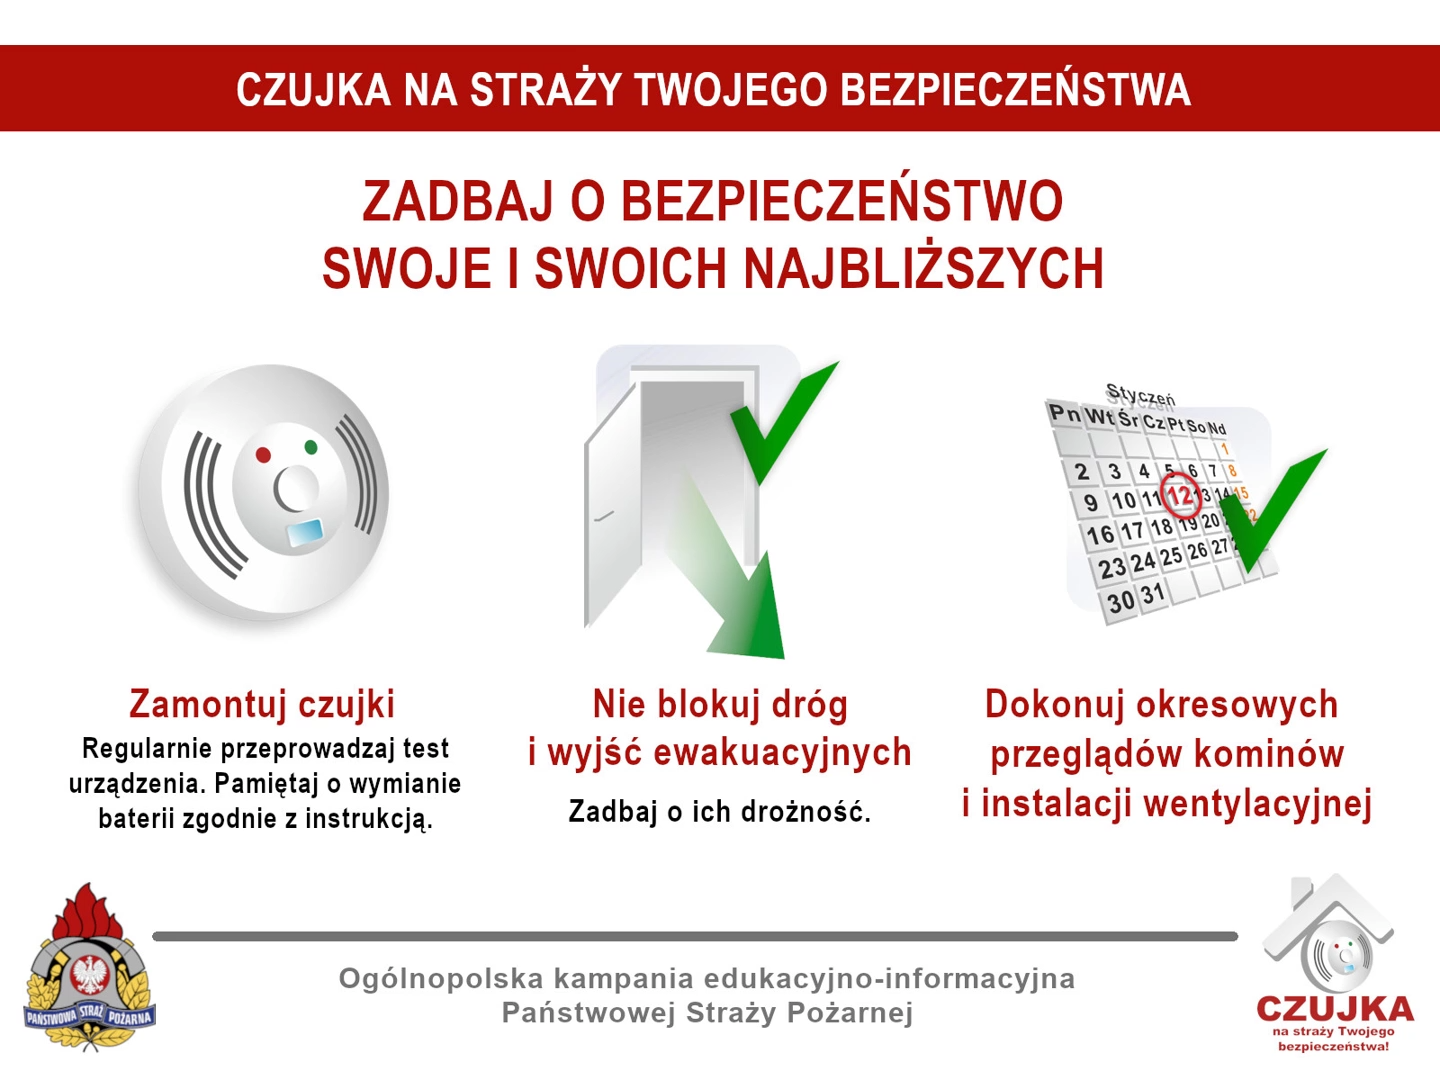 CZUJKA NA STRAŻY TWOJEGO BEZPIECZEŃSTWA
ZADBAJ O BEZPIECZEŃSTWO
SWOJE I SWOICH NAJBLIŻSZYCH
Styczeń
Pn Wt Śr Cz Pt So Nd
1
2 3 4 5 6 7 8
9 10 11 12 13 14 15
16 17 18 19 20
23 24 25 26 27
30 31
Zamontuj czujki
Regularnie przeprowadzaj test
urządzenia. Pamiętaj o wymianie
baterii zgodnie z instrukcją.
Nie blokuj dróg
i wyjść ewakuacyjnych
Zadbaj o ich drożność.
Dokonuj okresowych
przeglądów kominów
i instalacji wentylacyjnej
PAŃSTWOWA STRAŻ POŻARNA
Ogólnopolska kampania edukacyjno-informacyjna
Państwowej Straży Pożarnej
CZUJKA
na straży Twojego
bezpieczeństwa!